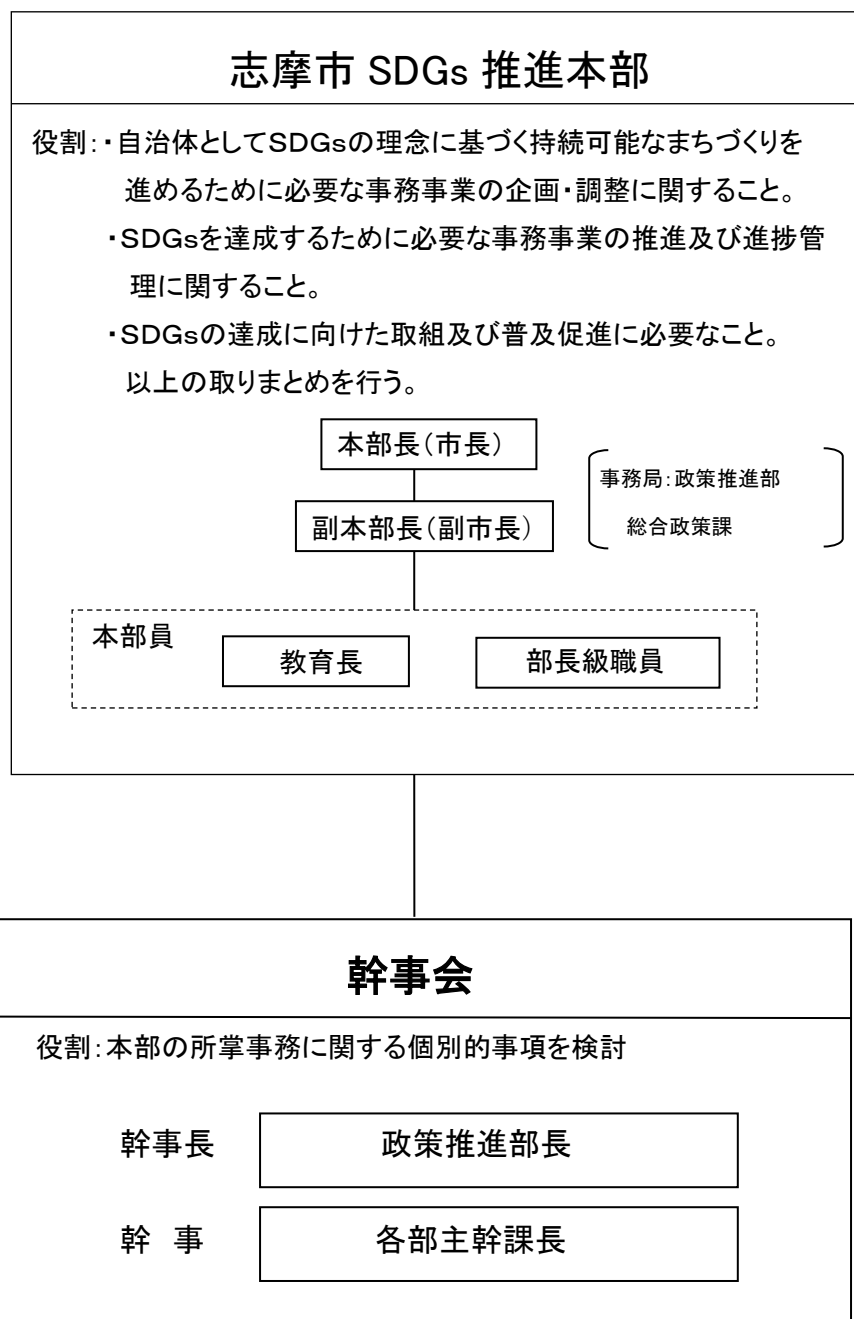 志摩市 SDGs 推進本部
役割:・自治体としてSDGsの理念に基づく持続可能なまちづくりを
進めるために必要な事務事業の企画・調整に関すること。
・SDGsを達成するために必要な事務事業の推進及び進捗管
理に関すること。
・SDGsの達成に向けた取組及び普及促進に必要なこと。
以上の取りまとめを行う。
本部長(市長)
事務局:政策推進部
総合政策課
副本部長(副市長)
本部員
教育長
部長級職員
幹事会
役割:本部の所掌事務に関する個別的事項を検討
幹事長
政策推進部長
幹 事
各部主幹課長